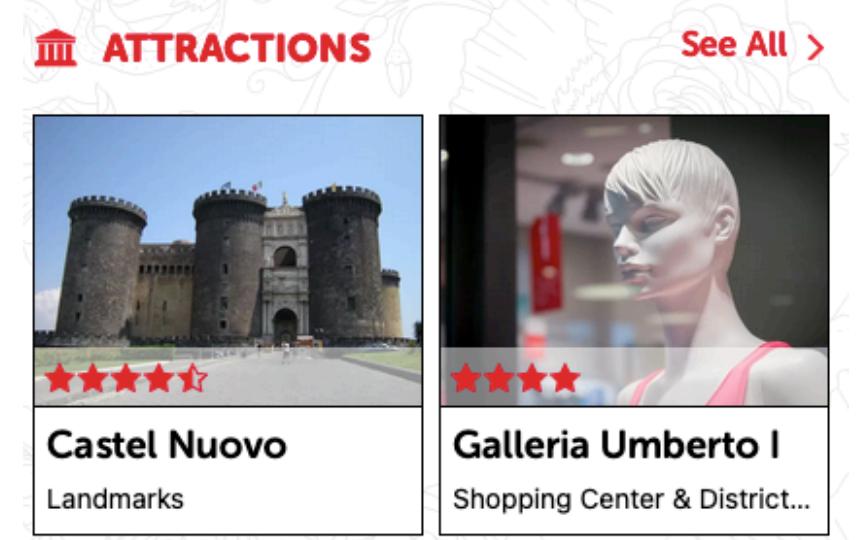 ATTRACTIONS
See All
Castel Nuovo
Landmarks
Galleria Umberto I
Shopping Center & District...